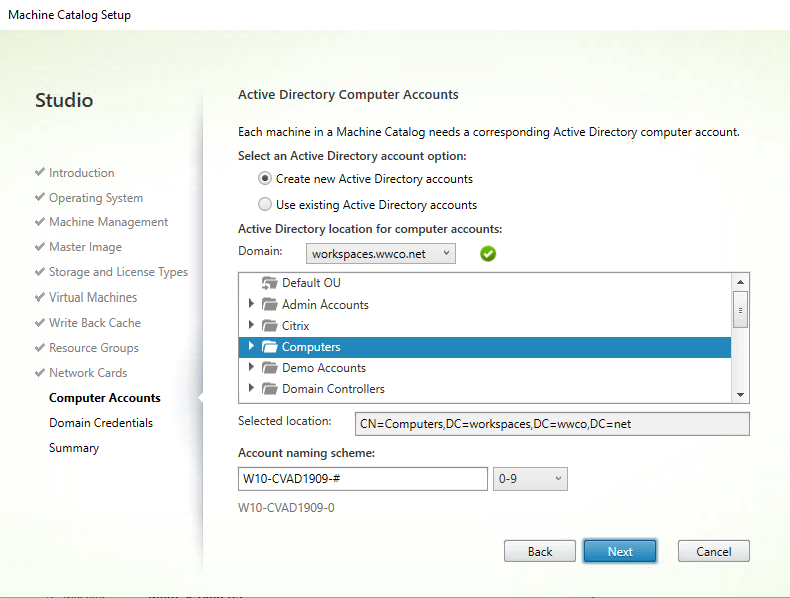 Machine Catalog Setup
Studio
Introduction
Operating System
Machine Management
Master Image
Storage and License Types
Virtual Machines
Write Back Cache
Resource Groups
Network Cards
Computer Accounts
Domain Credentials
Summary
Active Directory Computer Accounts
Each machine in a Machine Catalog needs a corresponding Active Directory computer account.
Select an Active Directory account option:
Create new Active Directory accounts
Use existing Active Directory accounts
Active Directory location for computer accounts:
Domain: workspaces.wwco.net
Default OU
Admin Accounts
Citrix
Computers
Demo Accounts
Domain Controllers
Selected location: CN=Computers,DC=workspaces,DC=wwco,DC=net
Account naming scheme:
W10-CVAD1909-# 0-9
W10-CVAD1909-0
Back Next Cancel